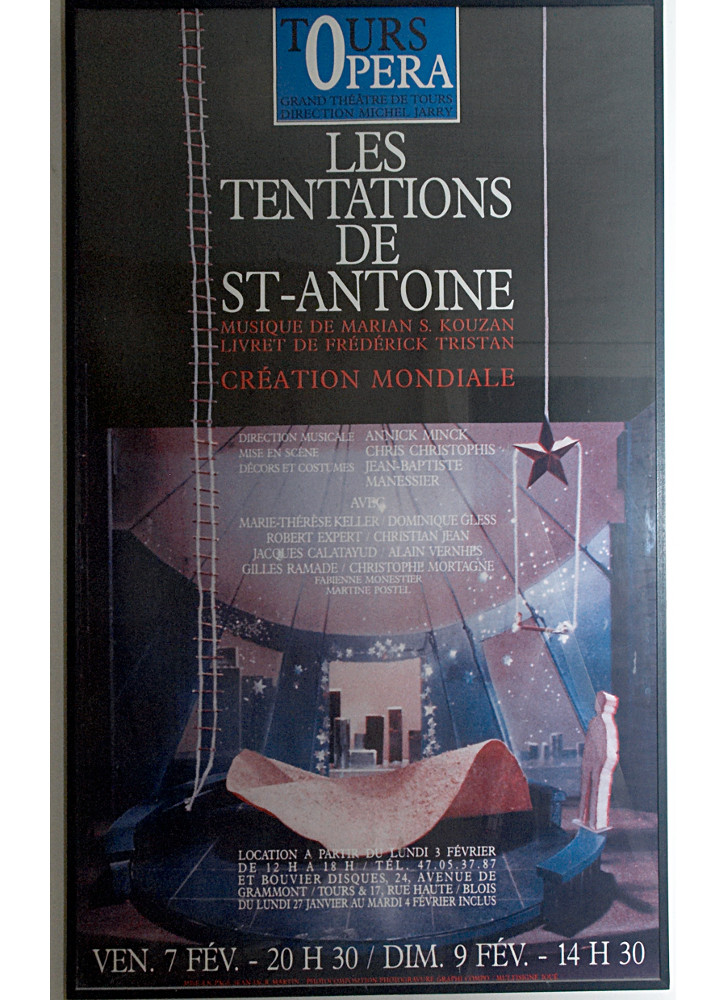 TOURS
OPERA
GRAND THÉÂTRE DE TOURS
DIRECTION MICHEL JARRY
LES
TENTATIONS
DE
ST-ANTOINE
MUSIQUE DE MARIAN S. KOUZAN
LIVRET DE FRÉDÉRICK TRISTAN
CRÉATION MONDIALE
DIRECTION MUSICALE ANNICK MINCK
MISE EN SCÈNE CHRIS CHRISTOPHIS
DÉCORS ET COSTUMES JEAN-BAPTISTE
MANESSIER
AVEC
MARIE-THÉRÈSE KELLER / DOMINIQUE GLESS
ROBERT EXPERT / CHRISTIAN JEAN
JACQUES CALATAYUD / ALAIN VERNHES
GILLES RAMADE / CHRISTOPHE MORTAGNE
FABIENNE MONESTIER
MARTINE POSTEL
LOCATION A PARTIR DU LUNDI 3 FÉVRIER
DE 12 H A 18 H / TÉL. 47.05.37.87
ET BOUVIER DISQUES, 24, AVENUE DE
GRAMMONT / TOURS & 17, RUE HAUTE / BLOIS
DU LUNDI 27 JANVIER AU MARDI 4 FÉVRIER INCLUS
VEN. 7 FÉV. - 20 H 30 / DIM. 9 FÉV. - 14 H 30